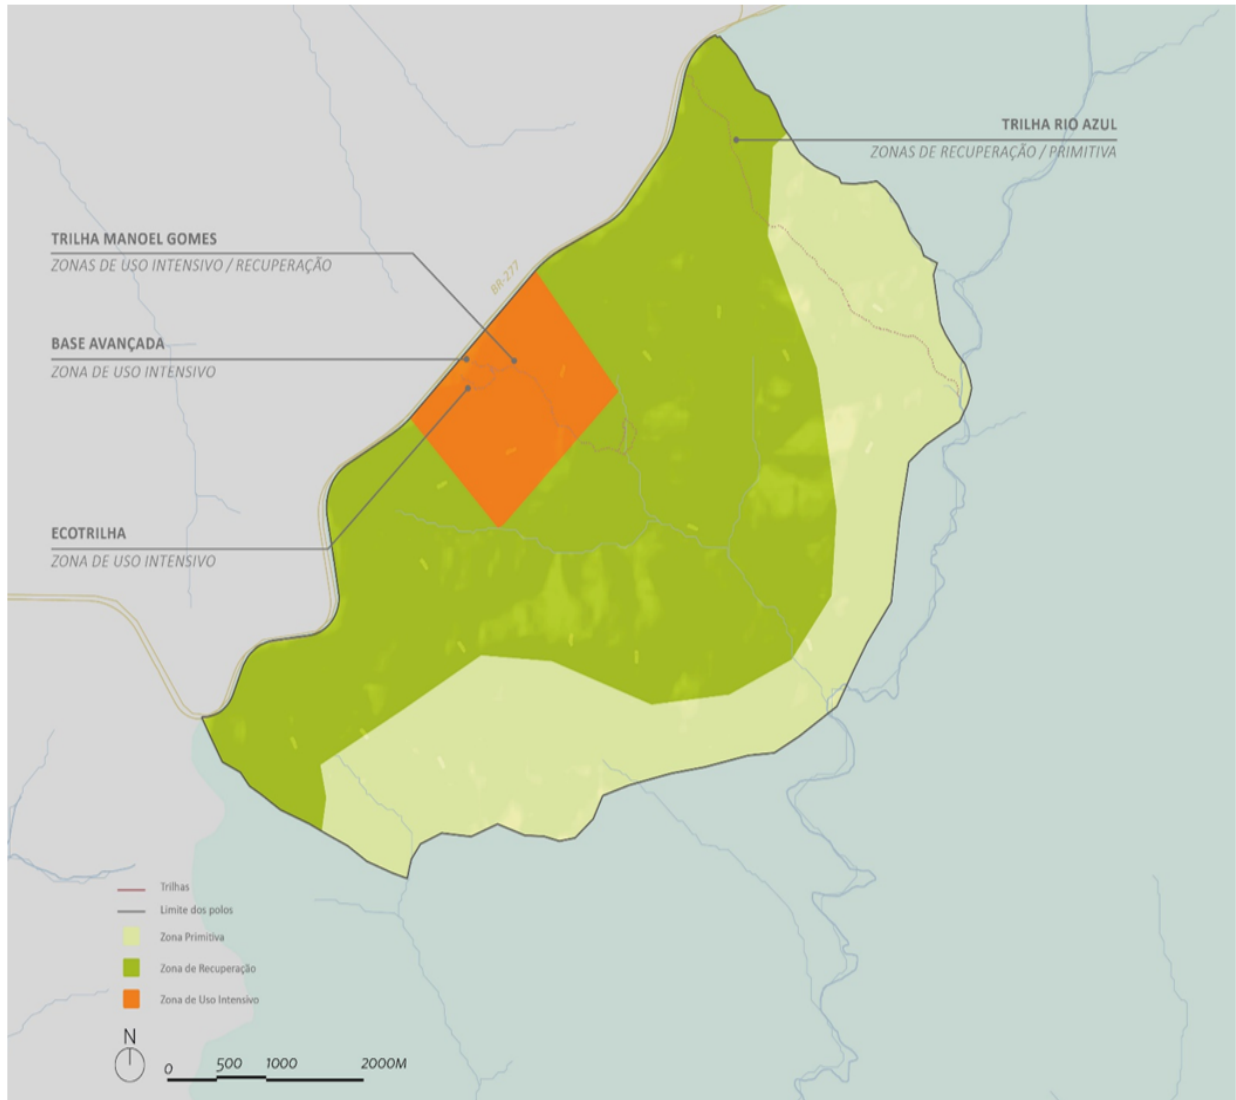 TRILHA RIO AZUL
ZONAS DE RECUPERAÇÃO / PRIMITIVA
TRILHA MANOEL GOMES
ZONAS DE USO INTENSIVO / RECUPERAÇÃO
BR-277
BASE AVANÇADA
ZONA DE USO INTENSIVO
ECOTRILHA
ZONA DE USO INTENSIVO
Trilhas
Limite dos polos
Zona Primitiva
Zona de Recuperação
Zona de Uso Intensivo
N
0 500 1000 2000M